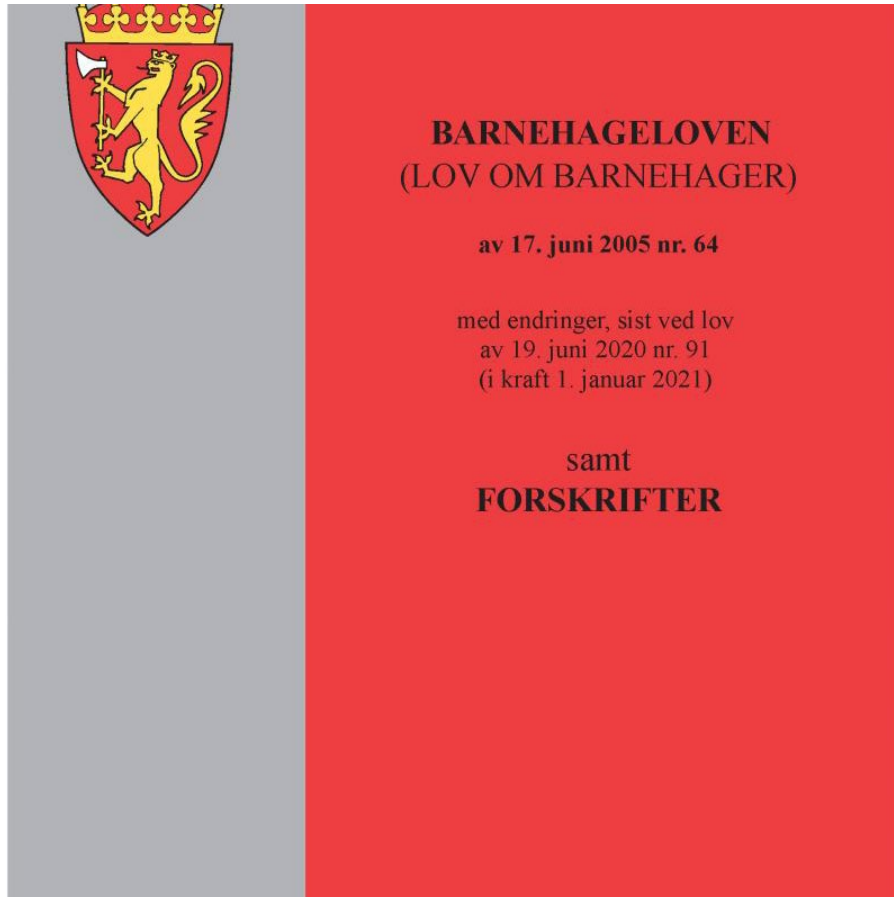 BARNEHAGELOVEN
(LOV OM BARNEHAGER)
av 17. juni 2005 nr. 64
med endringer, sist ved lov
av 19. juni 2020 nr. 91
(i kraft 1. januar 2021)
samt
FORSKRIFTER